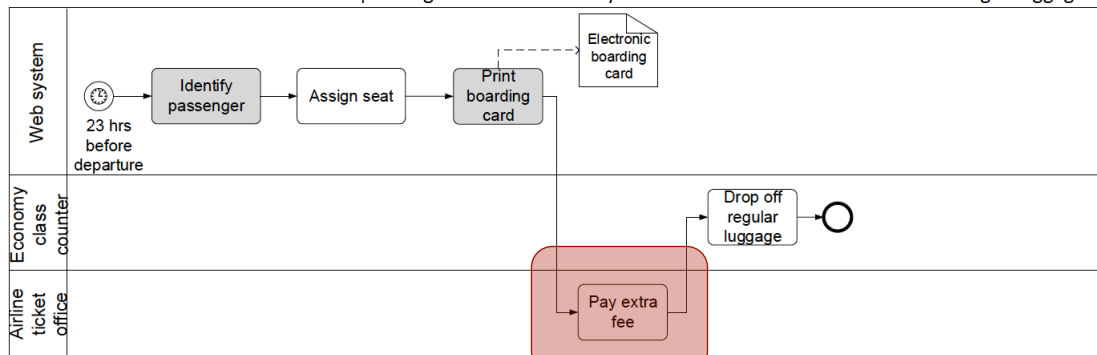 Web system
23 hrs
before
departure
Identify
passenger
Assign seat
Print
boarding
card
Electronic
boarding
card
Economy
class
counter
Drop off
regular
luggage
Airline
ticket
office
Pay extra
fee